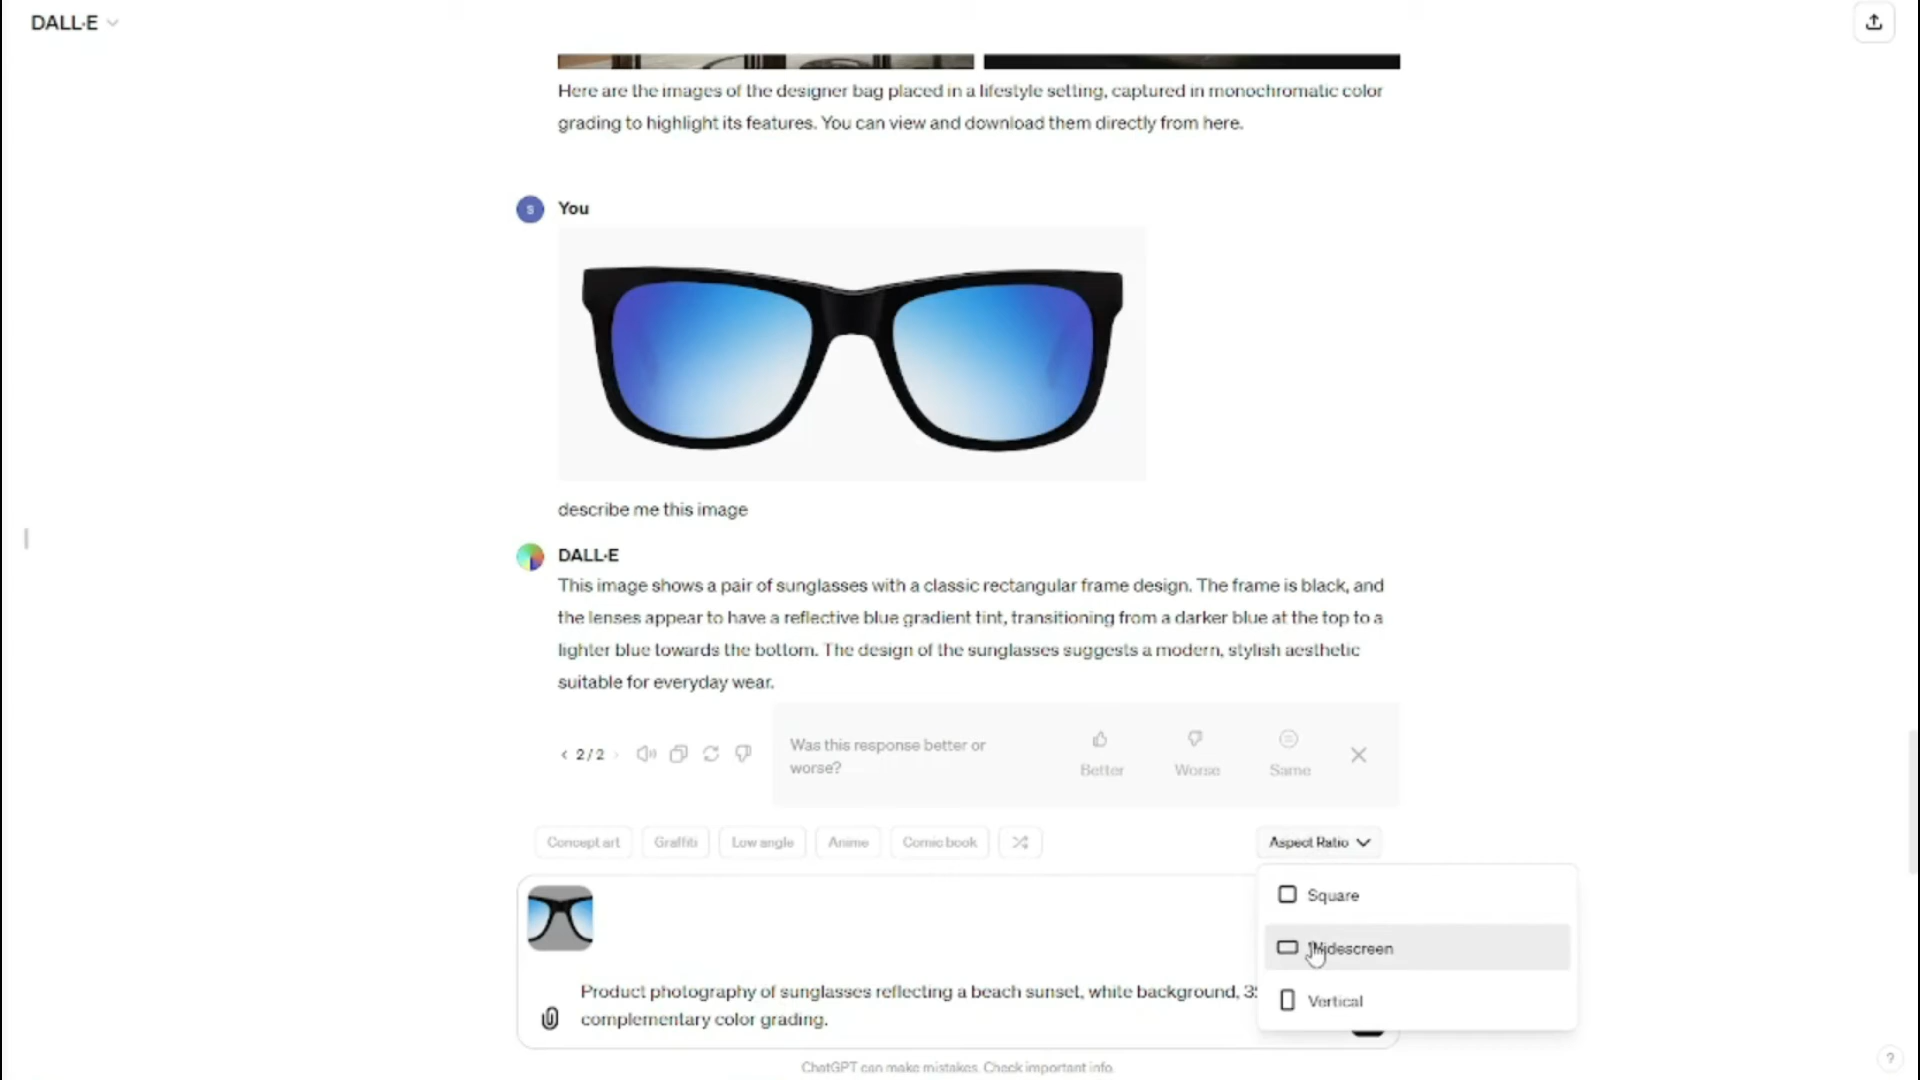 DALL·E
Here are the images of the designer bag placed in a lifestyle setting, captured in monochromatic color
grading to highlight its features. You can view and download them directly from here.
S
You
describe me this image
DALL·E
This image shows a pair of sunglasses with a classic rectangular frame design. The frame is black, and
the lenses appear to have a reflective blue gradient tint, transitioning from a darker blue at the top to a
lighter blue towards the bottom. The design of the sunglasses suggests a modern, stylish aesthetic
suitable for everyday wear.
2/2
Was this response better or
worse?
Better
Worse
Same
Concept art
Graffiti
Low angle
Anime
Comic book
Aspect Ratio
Square
Widescreen
Vertical
Product photography of sunglasses reflecting a beach sunset, white background,
complementary color grading.
ChatGPT can make mistakes. Check important info.
?